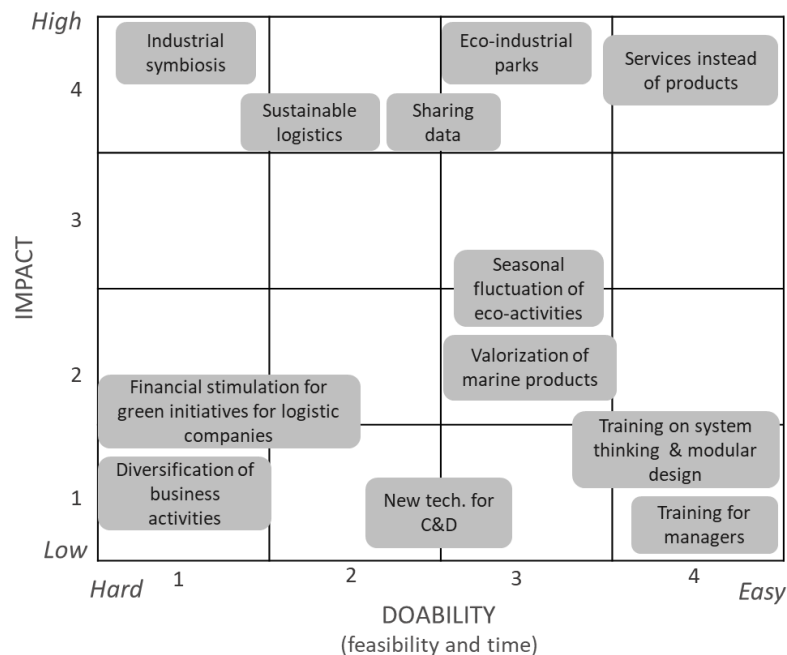 High
Industrial
symbiosis
Eco-industrial
parks
Services instead
of products
4
Sustainable
logistics
Sharing
data
3
IMPACT
Seasonal
fluctuation of
eco-activities
Valorization of
marine products
2
Financial stimulation for
green initiatives for logistic
companies
Training on system
thinking & modular
design
Diversification of
business
activities
1
New tech. for
C&D
Training for
managers
Low
Hard
1
2
3
4
Easy
DOABILITY
(feasibility and time)